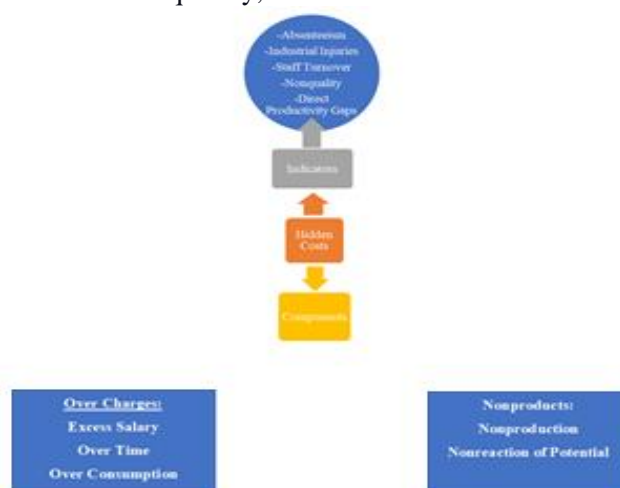 -Absenteeism
-Industrial Injuries
-Staff Turnover
-Nonquality
-Direct
Productivity Gaps
Indicators
Hidden
Costs
Components
Over Charges:
Excess Salary
Over Time
Over Consumption
Nonproducts:
Nonproduction
Nonreaction of Potential